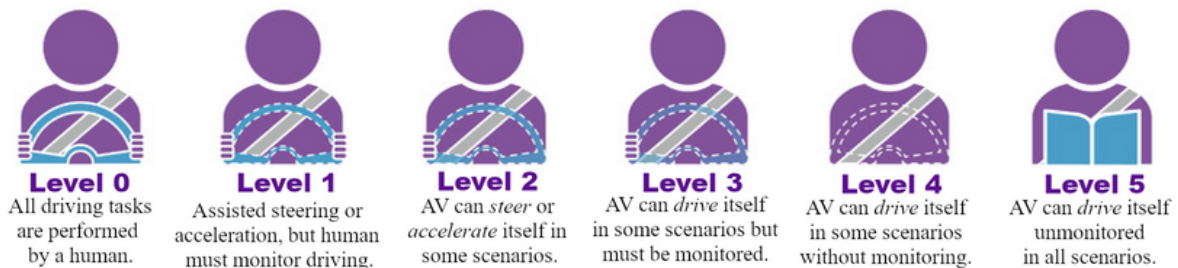 Level 0
All driving tasks
are performed
by a human.
Level 1
Assisted steering or
acceleration, but human
must monitor driving.
Level 2
AV can steer or
accelerate itself in
some scenarios.
Level 3
AV can drive itself
in some scenarios but
must be monitored.
Level 4
AV can drive itself
in some scenarios
without monitoring.
Level 5
AV can drive itself
unmonitored
in all scenarios.